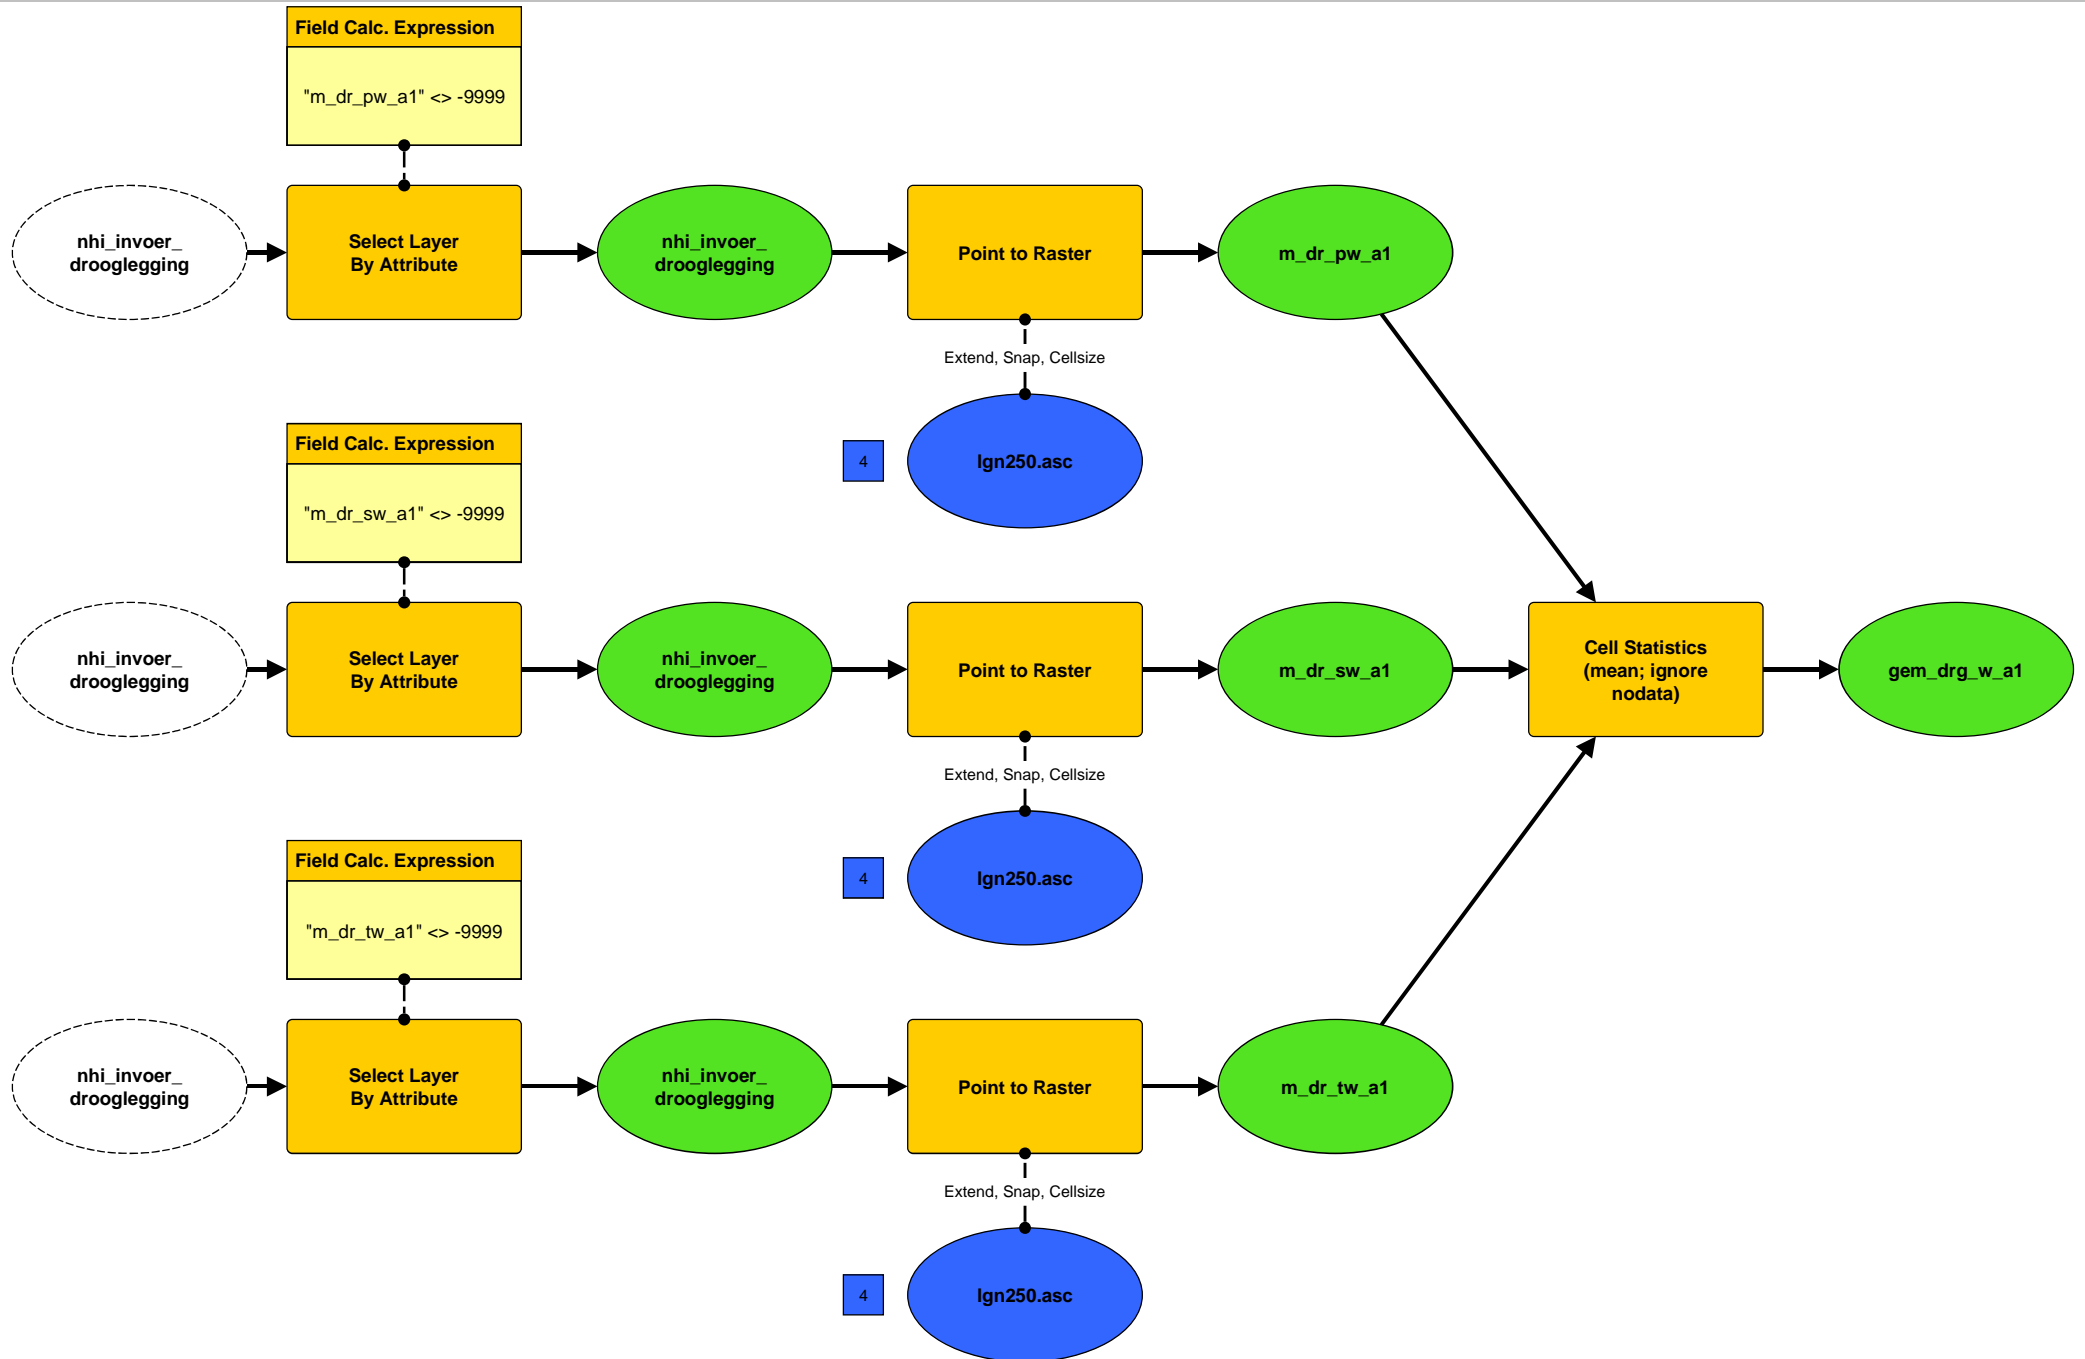 Field Calc. Expression
"m_dr_pw_a1" <> -9999
nhi_invoer_
drooglegging
Select Layer
By Attribute
nhi_invoer_
drooglegging
Point to Raster
m_dr_pw_a1
Extend, Snap, Cellsize
4
lgn250.asc
Field Calc. Expression
"m_dr_sw_a1" <> -9999
nhi_invoer_
drooglegging
Select Layer
By Attribute
nhi_invoer_
drooglegging
Point to Raster
m_dr_sw_a1
Cell Statistics
(mean; ignore
nodata)
gem_drg_w_a1
Extend, Snap, Cellsize
4
lgn250.asc
Field Calc. Expression
"m_dr_tw_a1" <> -9999
nhi_invoer_
drooglegging
Select Layer
By Attribute
nhi_invoer_
drooglegging
Point to Raster
m_dr_tw_a1
Extend, Snap, Cellsize
4
lgn250.asc